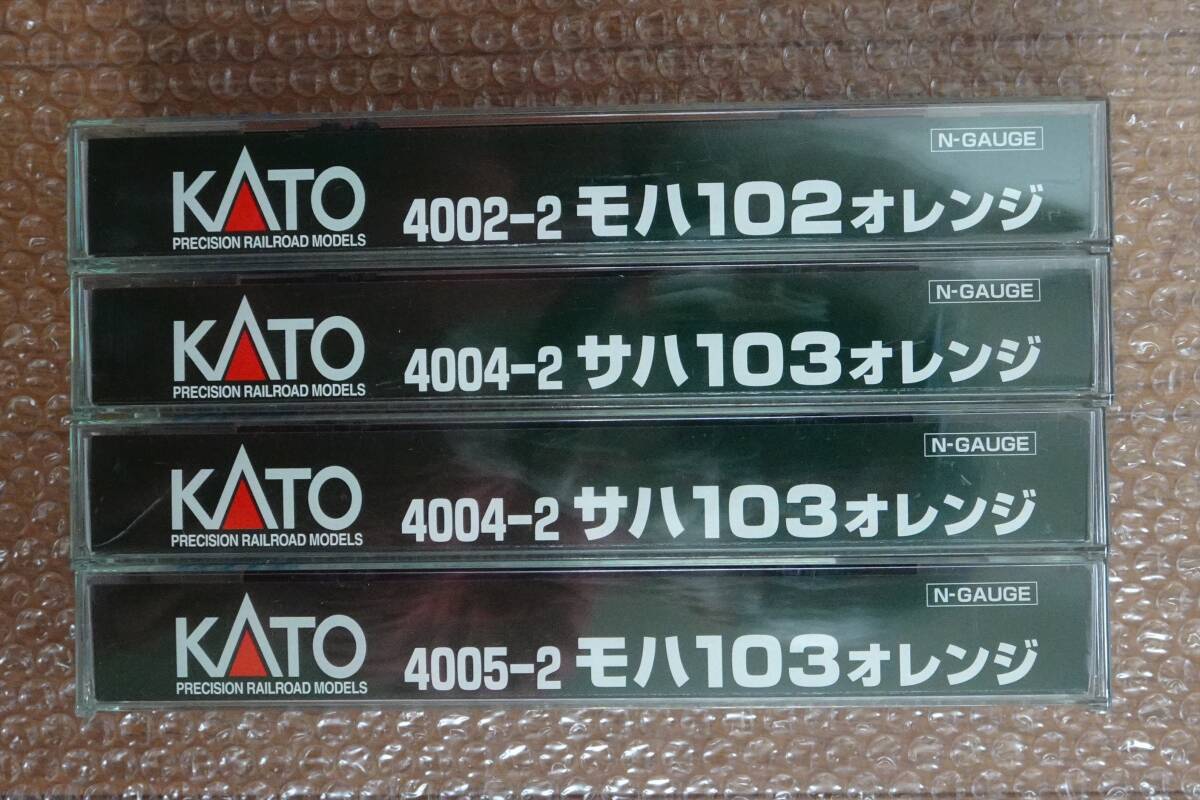 N-GAUGE
KATO 4002-2 モハ102オレンジ
PRECISION RAILROAD MODELS
N-GAUGE
KATO 4004-2 サハ103オレンジ
PRECISION RAILROAD MODELS
N-GAUGE
KATO 4004-2 サハ103オレンジ
PRECISION RAILROAD MODELS
N-GAUGE
KATO 4005-2 モハ103オレンジ
PRECISION RAILROAD MODELS